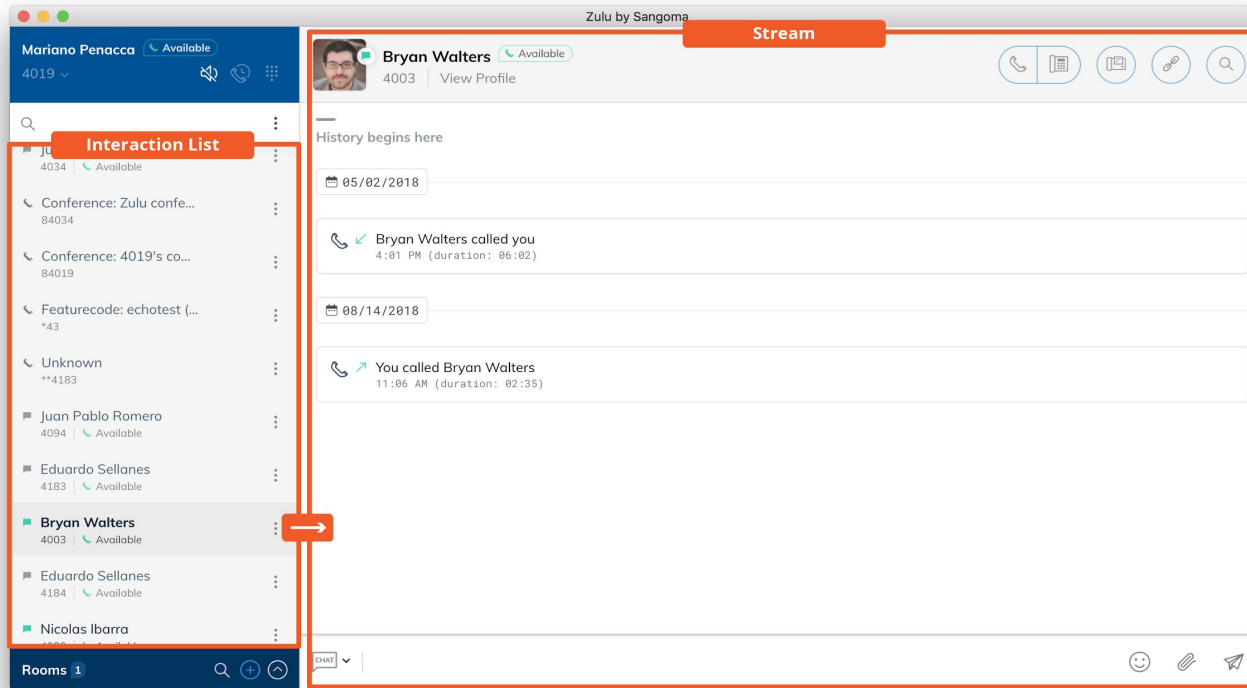 Zulu by Sangoma
Stream
Mariano Penacca Available
4019
Bryan Walters Available
4003 View Profile
Interaction List
4034 Available
Conference: Zulu confe...
84034
Conference: 4019's co...
84019
Featurecode: echotest (...
*43
Unknown
**4183
Juan Pablo Romero
4094 Available
Eduardo Sellanes
4183 Available
Bryan Walters
4003 Available
Eduardo Sellanes
4184 Available
Nicolas Ibarra
Rooms 1
History begins here
05/02/2018
Bryan Walters called you
4:01 PM (duration: 06:02)
08/14/2018
You called Bryan Walters
11:06 AM (duration: 02:35)
CHAT